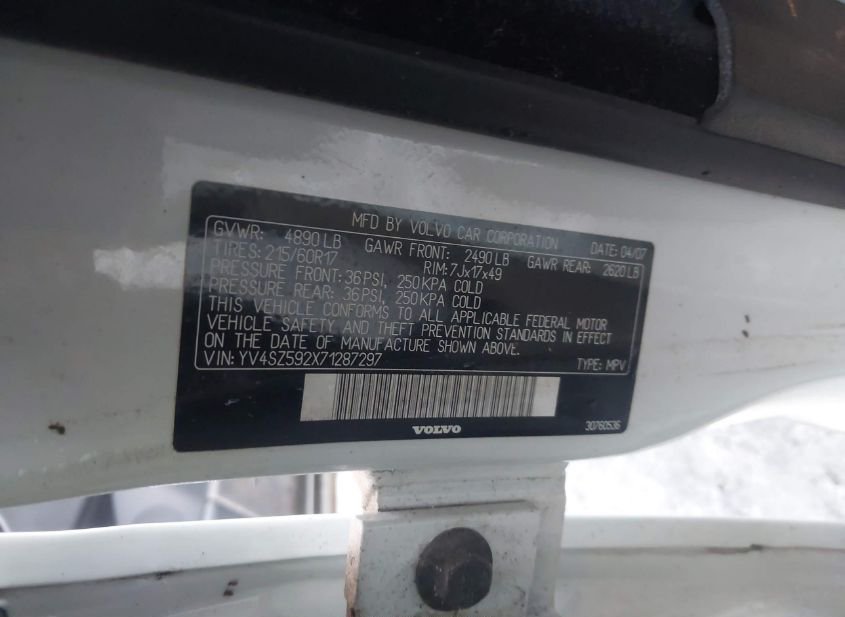 MFD BY VOLVO CAR CORPORATION DATE: 04/07
GVWR: 4890 LB GAWR FRONT: 2490 LB GAWR REAR: 2620 LB
TIRES: 215/60R17 RIM: 7Jx17x49
PRESSURE FRONT: 36 PSI, 250 KPA COLD
PRESSURE REAR: 36 PSI, 250 KPA COLD
THIS VEHICLE CONFORMS TO ALL APPLICABLE FEDERAL MOTOR
VEHICLE SAFETY AND THEFT PREVENTION STANDARDS IN EFFECT
ON THE DATE OF MANUFACTURE SHOWN ABOVE.
VIN: YV4SZ592X71287297 TYPE: MPV
VOLVO 30760536